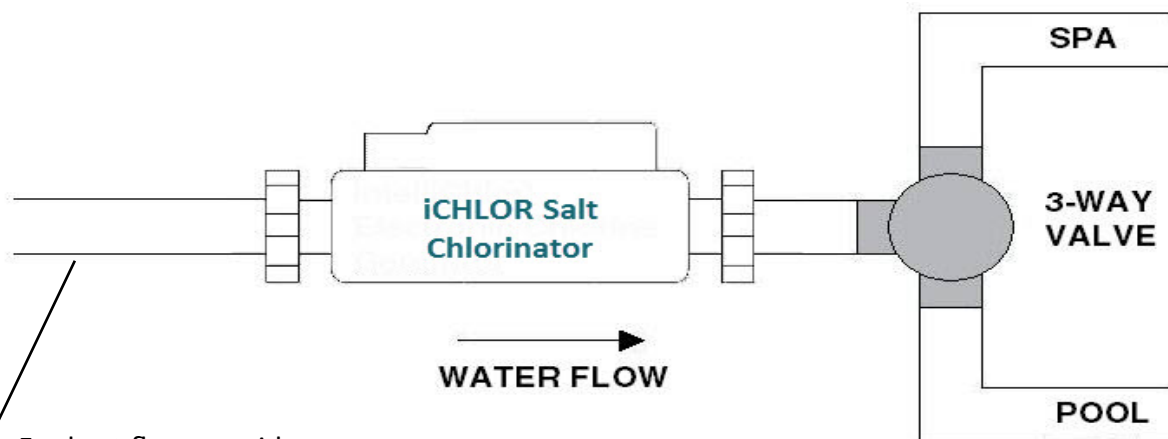 SPA
iCHLOR Salt
Chlorinator
3-WAY
VALVE
WATER FLOW
POOL